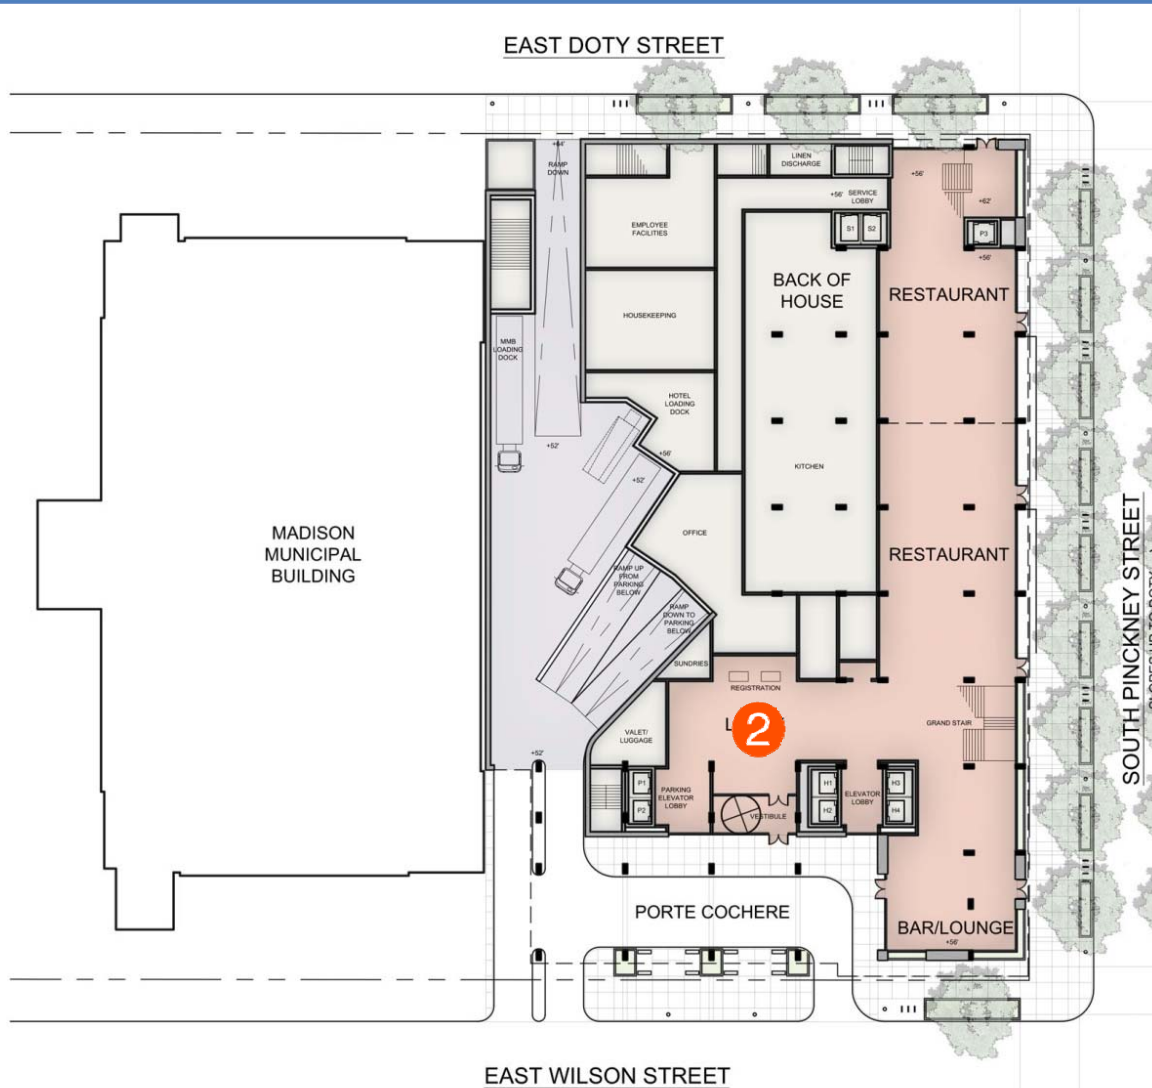 EAST DOTY STREET
+64'
RAMP
DOWN
LINEN
DISCHARGE
+56'
SERVICE
LOBBY
+56'
+62'
EMPLOYEE
FACILITIES
S1
S2
P3
+56'
BACK OF
HOUSE
RESTAURANT
HOUSEKEEPING
MMB
LOADING
DOCK
HOTEL
LOADING
DOCK
+52'
+56'
+52'
KITCHEN
MADISON
MUNICIPAL
BUILDING
OFFICE
RESTAURANT
RAMP UP
FROM
PARKING
BELOW
RAMP
DOWN TO
PARKING
BELOW
SOUTH PINCKNEY STREET
SUNDRIES
REGISTRATION
L
2
GRAND STAIR
VALET/
LUGGAGE
+52'
P1
P2
PARKING
ELEVATOR
LOBBY
VESTIBULE
H1
H2
ELEVATOR
LOBBY
H3
H4
PORTE COCHERE
BAR/LOUNGE
+56'
EAST WILSON STREET